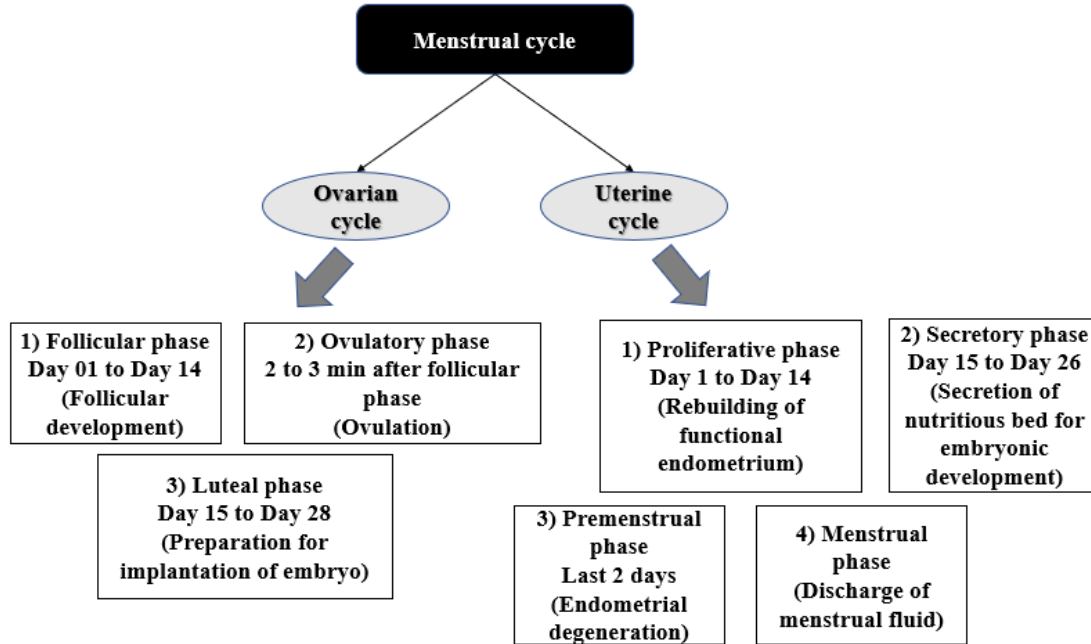 Menstrual cycle
Ovarian
cycle
Uterine
cycle
1) Follicular phase
Day 01 to Day 14
(Follicular
development)
2) Ovulatory phase
2 to 3 min after follicular
phase
(Ovulation)
3) Luteal phase
Day 15 to Day 28
(Preparation for
implantation of embryo)
1) Proliferative phase
Day 1 to Day 14
(Rebuilding of
functional
endometrium)
2) Secretory phase
Day 15 to Day 26
(Secretion of
nutritious bed for
embryonic
development)
3) Premenstrual
phase
Last 2 days
(Endometrial
degeneration)
4) Menstrual
phase
(Discharge of
menstrual fluid)